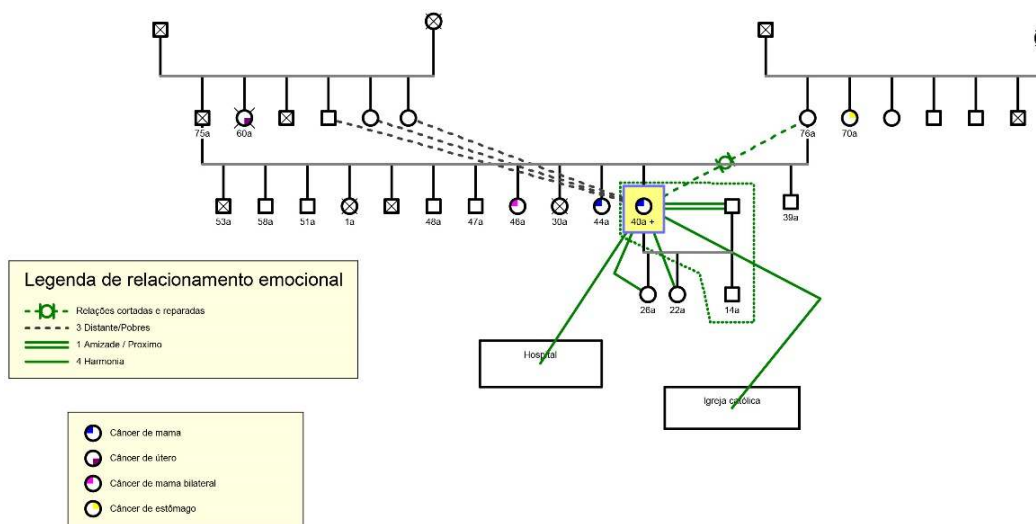 75a 60a 76a 70a
53a 58a 51a 1a 48a 47a 46a 30a 44a 40a + 39a
26a 22a 14a
Legenda de relacionamento emocional
Relações cortadas e reparadas
3 Distante/Pobres
1 Amizade / Proximo
4 Harmonia
Hospital
Igreja católica
Câncer de mama
Câncer de útero
Câncer de mama bilateral
Câncer de estômago